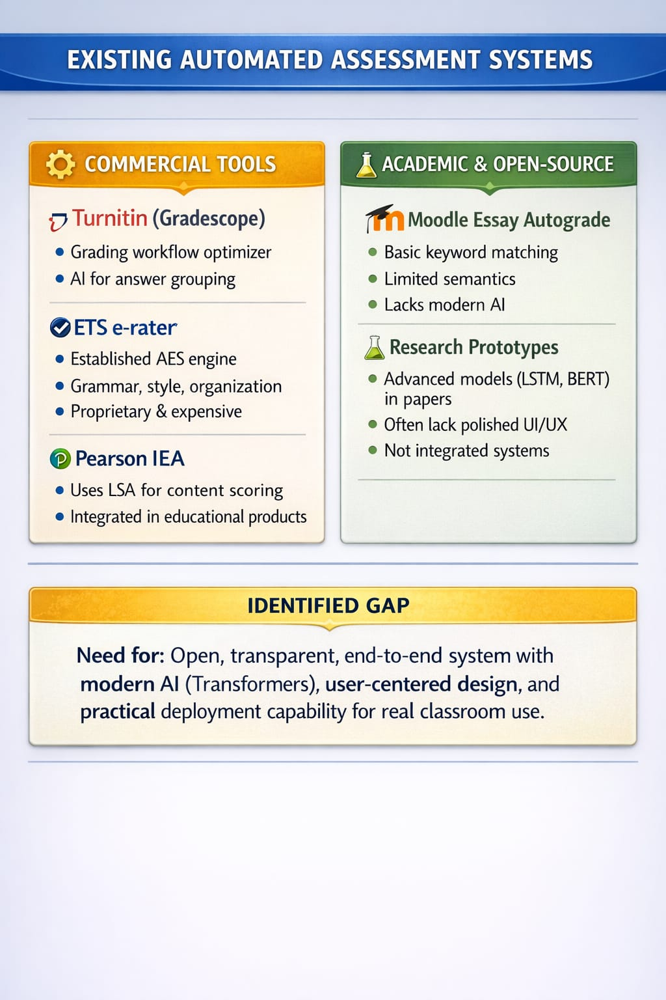 EXISTING AUTOMATED ASSESSMENT SYSTEMS
COMMERCIAL TOOLS
Turnitin (Gradescope)
Grading workflow optimizer
AI for answer grouping
ETS e-rater
Established AES engine
Grammar, style, organization
Proprietary & expensive
Pearson IEA
Uses LSA for content scoring
Integrated in educational products
ACADEMIC & OPEN-SOURCE
m Moodle Essay Autograde
Basic keyword matching
Limited semantics
Lacks modern AI
Research Prototypes
Advanced models (LSTM, BERT)
in papers
Often lack polished UI/UX
Not integrated systems
IDENTIFIED GAP
Need for: Open, transparent, end-to-end system with
modern AI (Transformers), user-centered design, and
practical deployment capability for real classroom use.